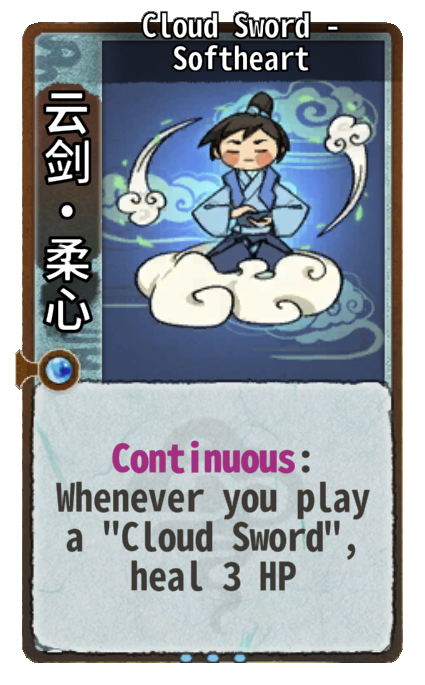 Cloud Sword -
Softheart
云剑·柔心
Continuous:
Whenever you play
a "Cloud Sword",
heal 3 HP